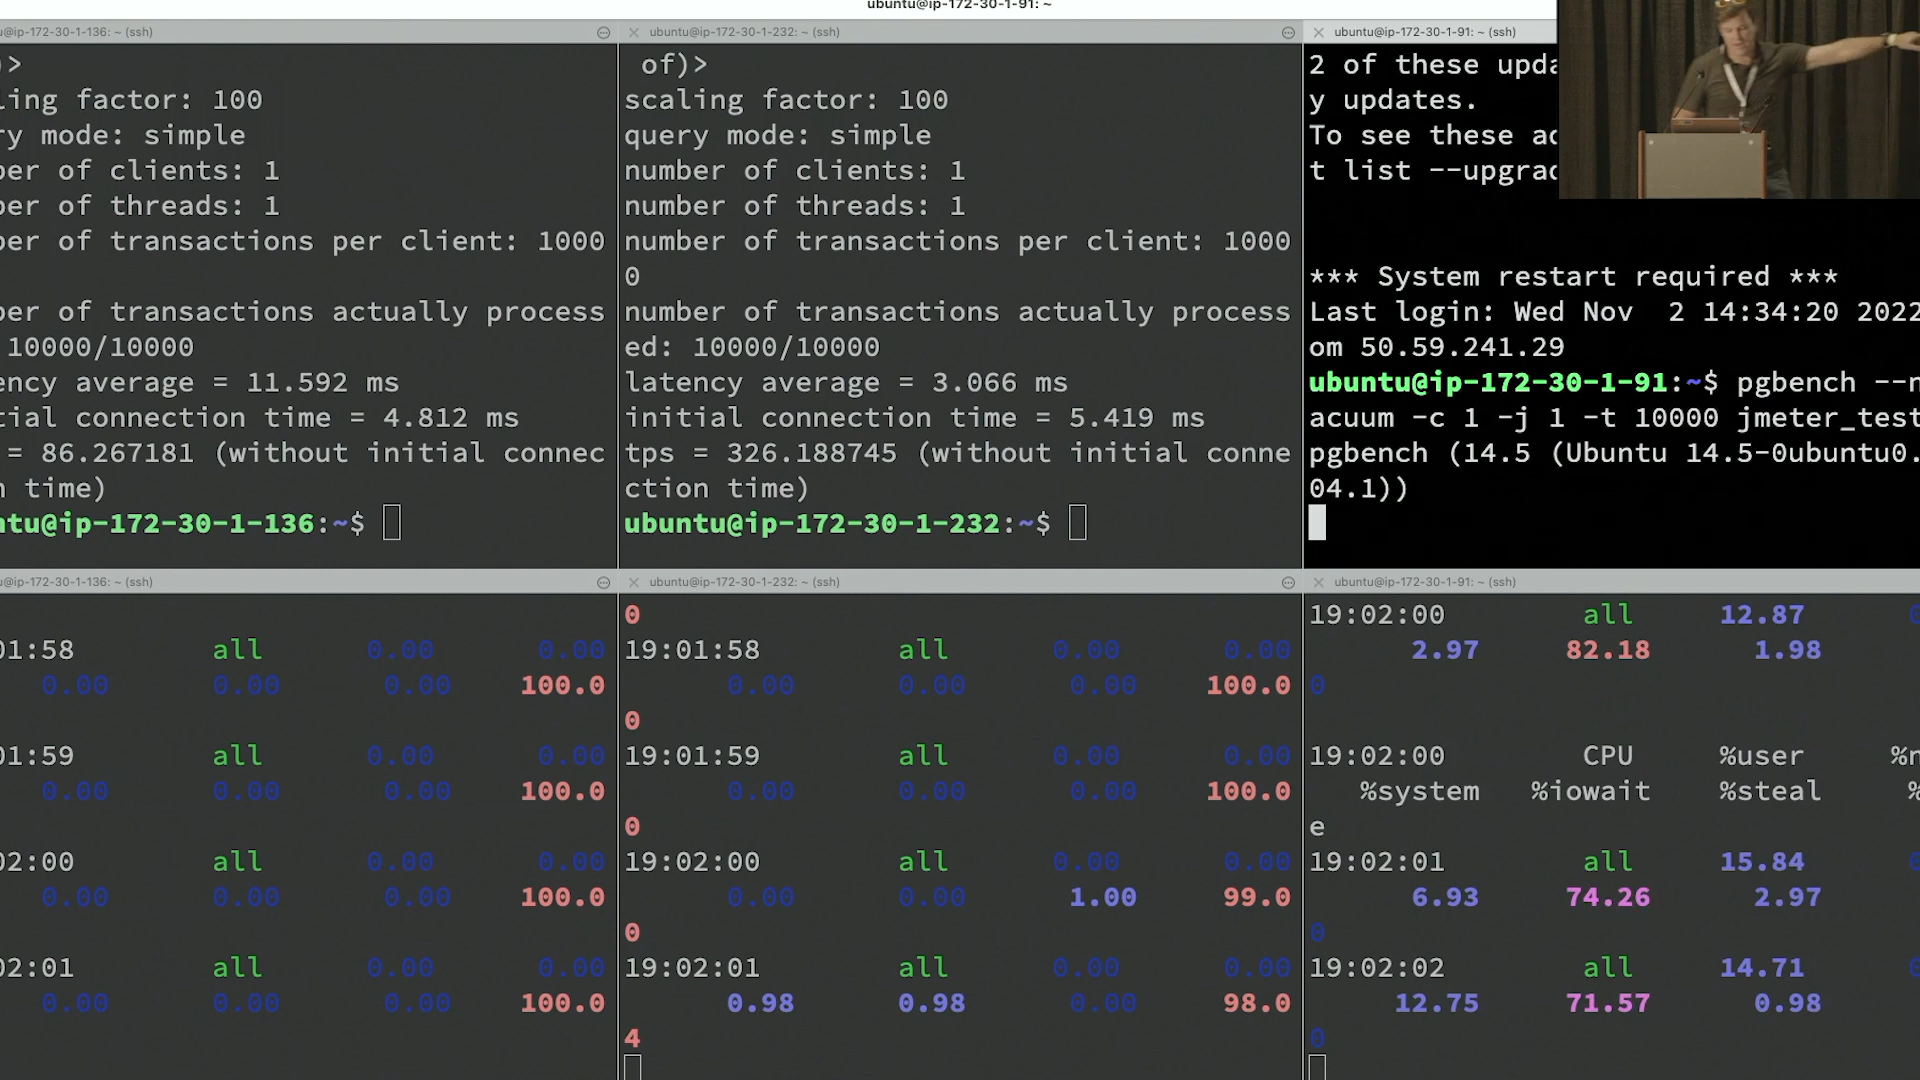 ubuntu@ip-172-30-1-91: ~
u@ip-172-30-1-136: ~ (ssh)
)>
ling factor: 100
ry mode: simple
ber of clients: 1
ber of threads: 1
ber of transactions per client: 1000
ber of transactions actually process
10000/10000
ency average = 11.592 ms
tial connection time = 4.812 ms
= 86.267181 (without initial connec
n time)
ntu@ip-172-30-1-136:~$
ubuntu@ip-172-30-1-232: ~ (ssh)
of)>
scaling factor: 100
query mode: simple
number of clients: 1
number of threads: 1
number of transactions per client: 1000
0
number of transactions actually process
ed: 10000/10000
latency average = 3.066 ms
initial connection time = 5.419 ms
tps = 326.188745 (without initial conne
ction time)
ubuntu@ip-172-30-1-232:~$
ubuntu@ip-172-30-1-91: ~ (ssh)
2 of these upda
y updates.
To see these ad
t list --upgrad
*** System restart required ***
Last login: Wed Nov  2 14:34:20 2022
om 50.59.241.29
ubuntu@ip-172-30-1-91:~$ pgbench --n
acuum -c 1 -j 1 -t 10000 jmeter_test
pgbench (14.5 (Ubuntu 14.5-0ubuntu0.
04.1))
u@ip-172-30-1-136: ~ (ssh)
01:58 all 0.00 0.00
0.00 0.00 0.00 100.0
01:59 all 0.00 0.00
0.00 0.00 0.00 100.0
02:00 all 0.00 0.00
0.00 0.00 0.00 100.0
02:01 all 0.00 0.00
0.00 0.00 0.00 100.0
ubuntu@ip-172-30-1-232: ~ (ssh)
0
19:01:58 all 0.00 0.00
0.00 0.00 0.00 100.0
0
19:01:59 all 0.00 0.00
0.00 0.00 0.00 100.0
0
19:02:00 all 0.00 0.00
0.00 0.00 1.00 99.0
0
19:02:01 all 0.00 0.00
0.98 0.98 0.00 98.0
4
ubuntu@ip-172-30-1-91: ~ (ssh)
19:02:00 all 12.87 0
2.97 82.18 1.98
0
19:02:00 CPU %user %n
%system %iowait %steal %
e
19:02:01 all 15.84 0
6.93 74.26 2.97
0
19:02:02 all 14.71 0
12.75 71.57 0.98
0